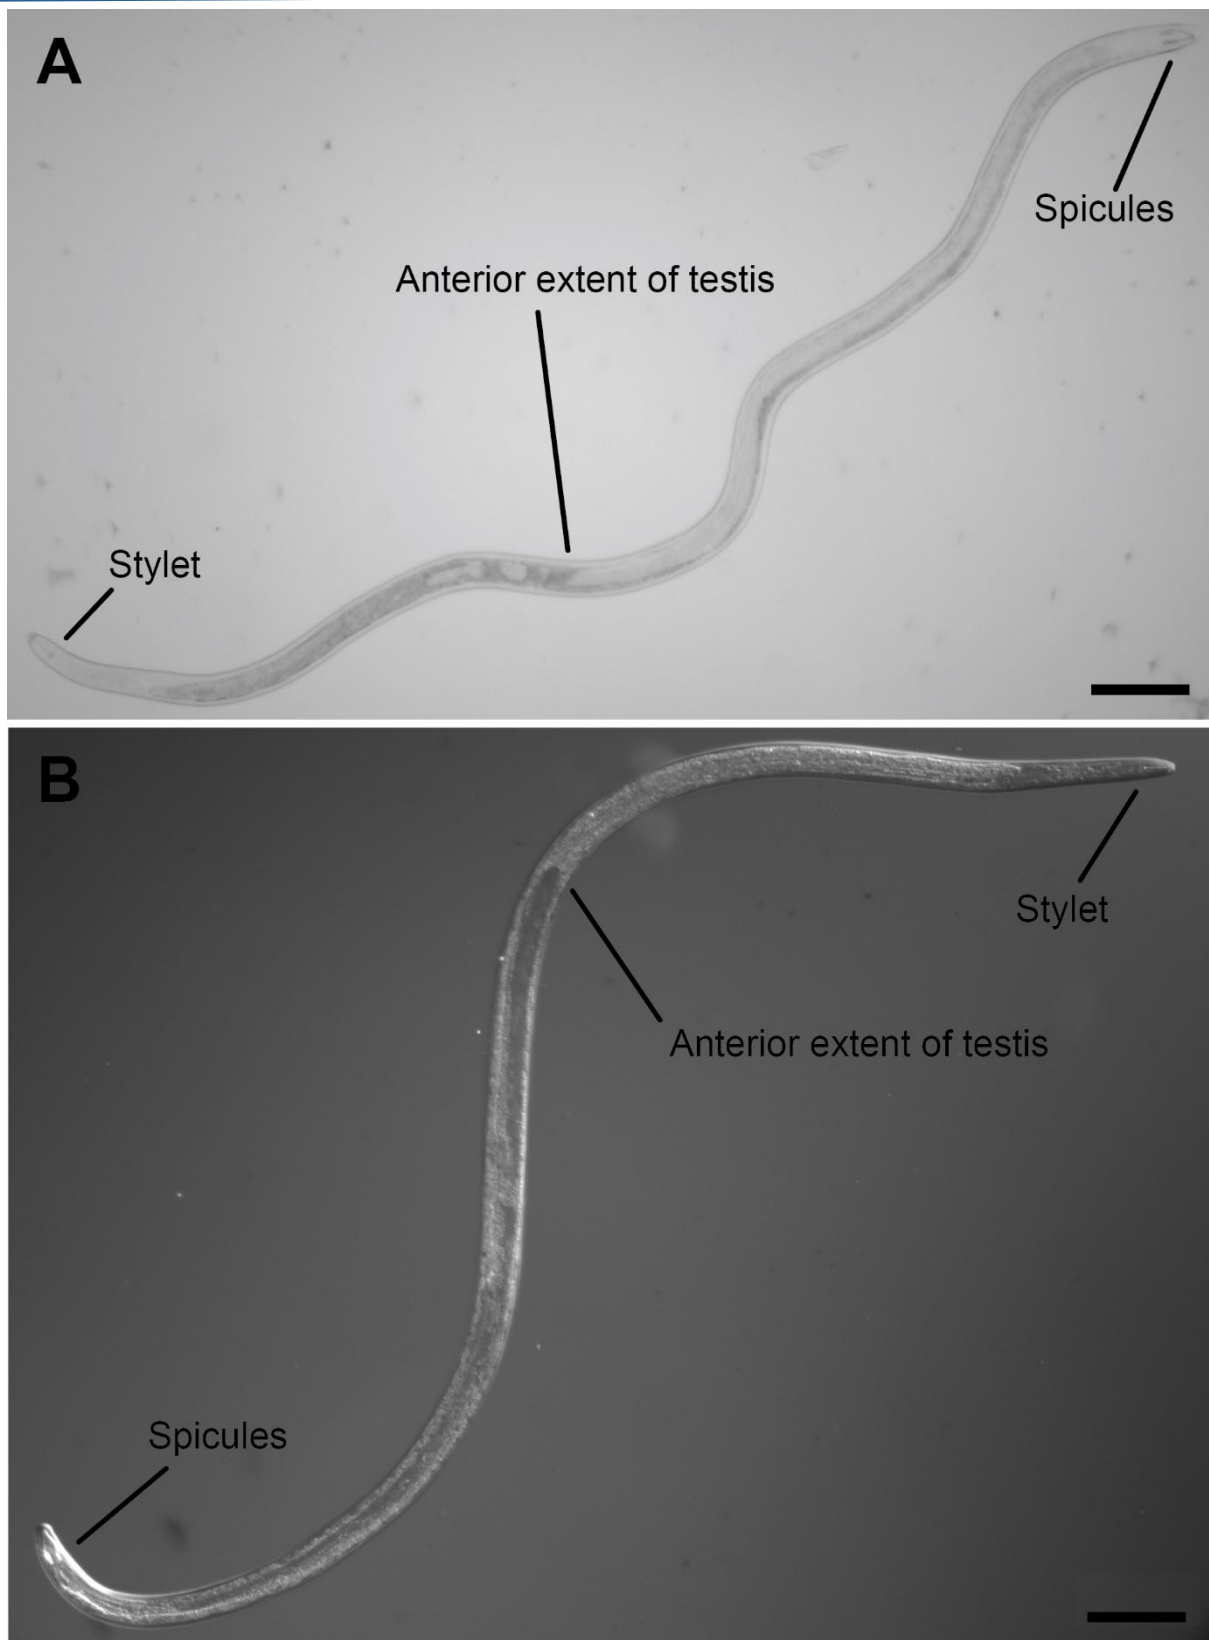 A
Spicules
Anterior extent of testis
Stylet
B
Stylet
Anterior extent of testis
Spicules